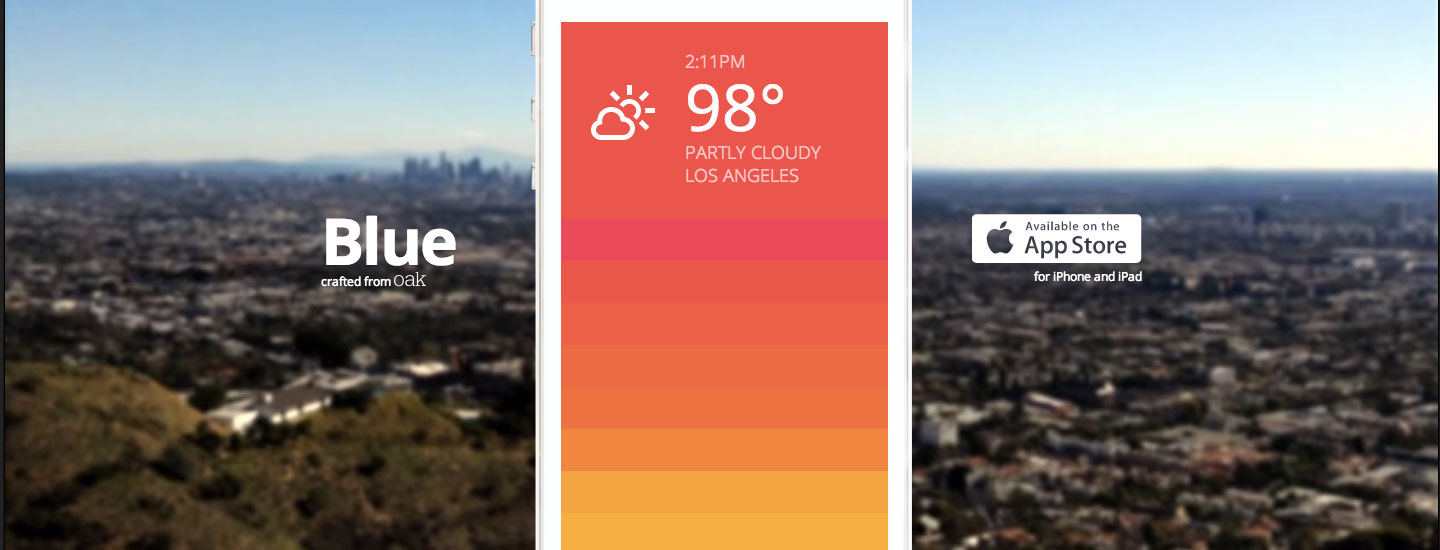 Blue
crafted from oak
2:11PM
98°
PARTLY CLOUDY
LOS ANGELES
Available on the
App Store
for iPhone and iPad